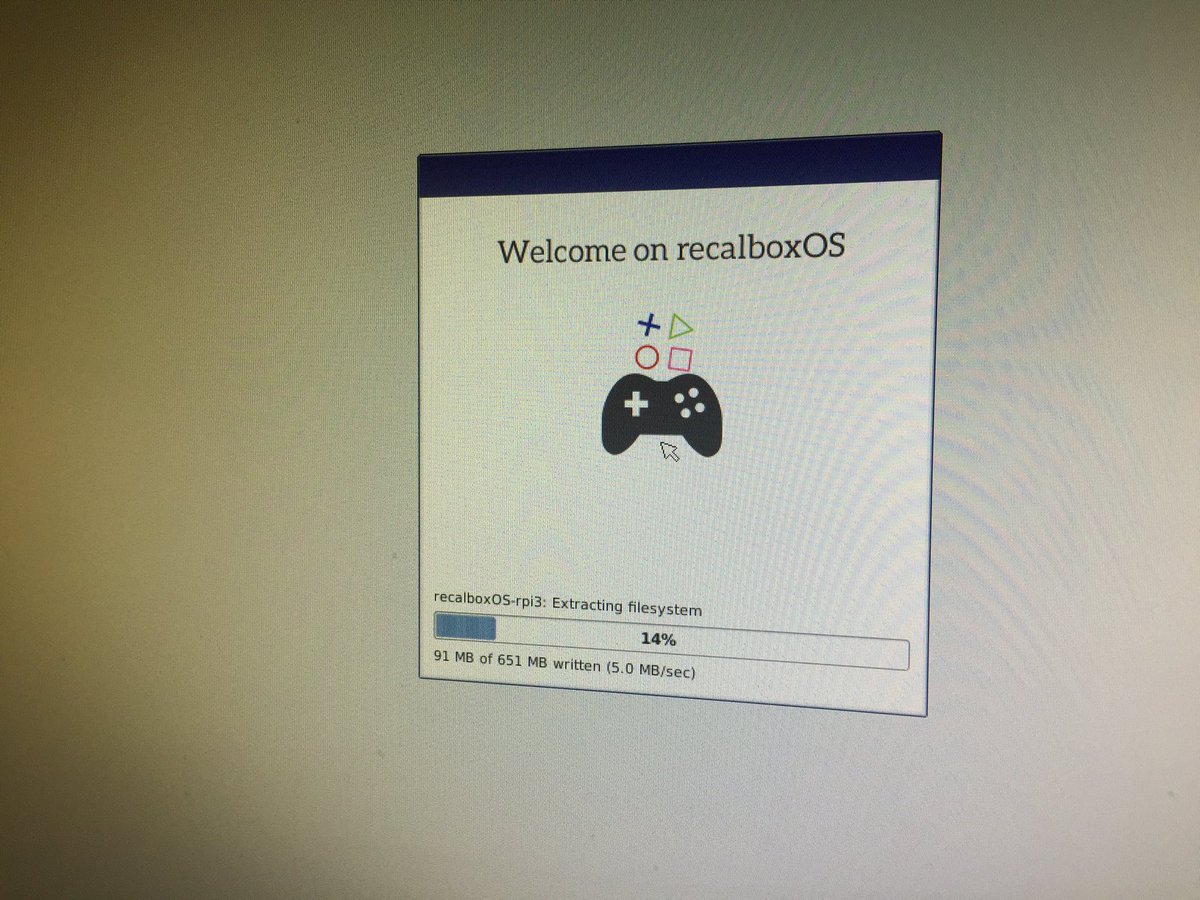 Welcome on recalboxOS
recalboxOS-rpi3: Extracting filesystem
14%
91 MB of 651 MB written (5.0 MB/sec)